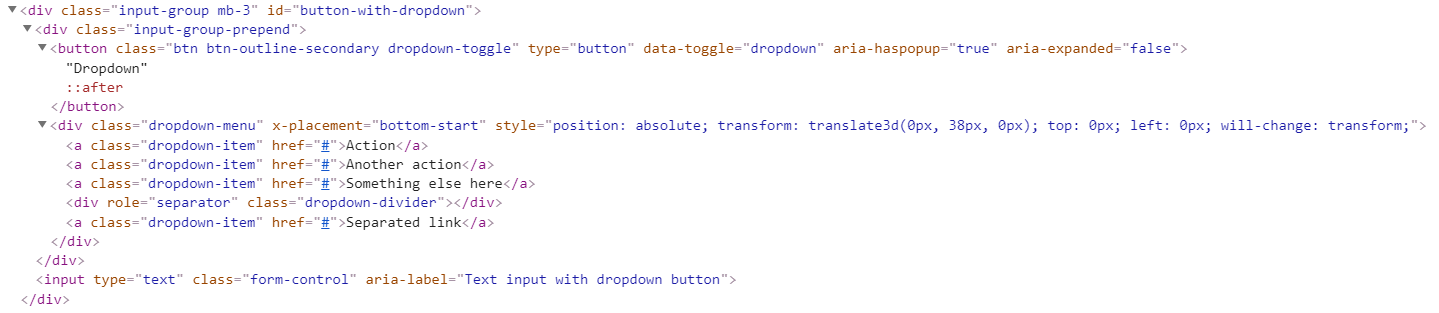 ▼<div class="input-group mb-3" id="button-with-dropdown">
▼<div class="input-group-prepend">
▼<button class="btn btn-outline-secondary dropdown-toggle" type="button" data-toggle="dropdown" aria-haspopup="true" aria-expanded="false">
"Dropdown"
::after
</button>
▼<div class="dropdown-menu" x-placement="bottom-start" style="position: absolute; transform: translate3d(0px, 38px, 0px); top: 0px; left: 0px; will-change: transform;">
<a class="dropdown-item" href="#">Action</a>
<a class="dropdown-item" href="#">Another action</a>
<a class="dropdown-item" href="#">Something else here</a>
<div role="separator" class="dropdown-divider"></div>
<a class="dropdown-item" href="#">Separated link</a>
</div>
</div>
<input type="text" class="form-control" aria-label="Text input with dropdown button">
</div>